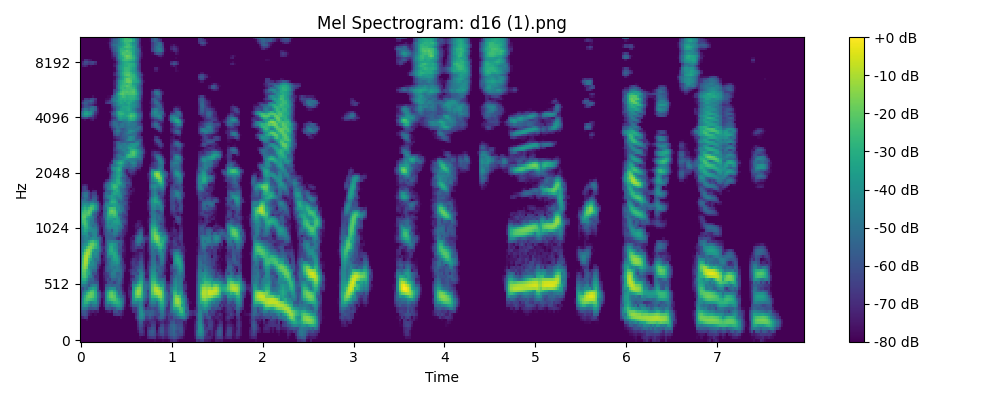 Mel Spectrogram: d16 (1).png
8192
4096
2048
1024
512
0
Hz
0 1 2 3 4 5 6 7
Time
+0 dB
-10 dB
-20 dB
-30 dB
-40 dB
-50 dB
-60 dB
-70 dB
-80 dB